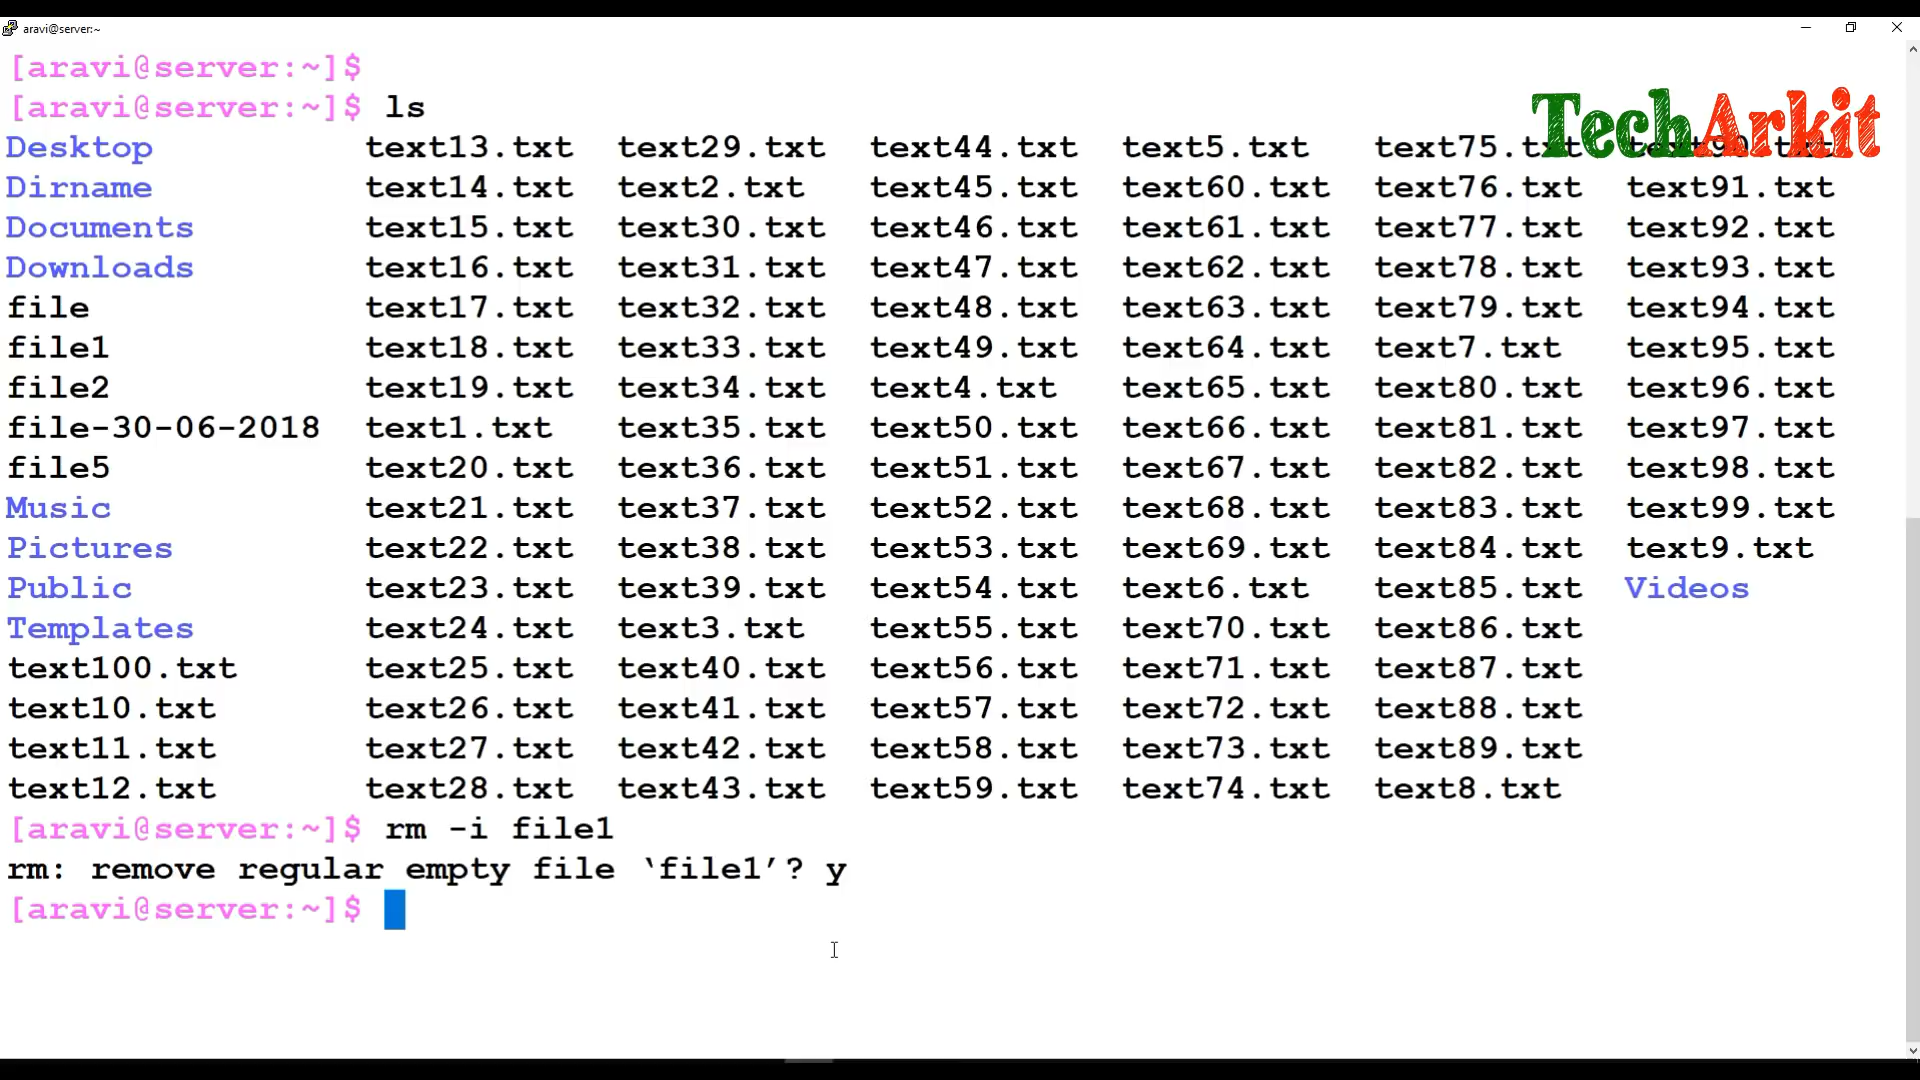 aravi@server:~
[aravi@server:~]$
[aravi@server:~]$ ls
TechArkit
Desktop text13.txt text29.txt text44.txt text5.txt text75.txt text90.txt
Dirname text14.txt text2.txt text45.txt text60.txt text76.txt text91.txt
Documents text15.txt text30.txt text46.txt text61.txt text77.txt text92.txt
Downloads text16.txt text31.txt text47.txt text62.txt text78.txt text93.txt
file text17.txt text32.txt text48.txt text63.txt text79.txt text94.txt
file1 text18.txt text33.txt text49.txt text64.txt text7.txt text95.txt
file2 text19.txt text34.txt text4.txt text65.txt text80.txt text96.txt
file-30-06-2018 text1.txt text35.txt text50.txt text66.txt text81.txt text97.txt
file5 text20.txt text36.txt text51.txt text67.txt text82.txt text98.txt
Music text21.txt text37.txt text52.txt text68.txt text83.txt text99.txt
Pictures text22.txt text38.txt text53.txt text69.txt text84.txt text9.txt
Public text23.txt text39.txt text54.txt text6.txt text85.txt Videos
Templates text24.txt text3.txt text55.txt text70.txt text86.txt
text100.txt text25.txt text40.txt text56.txt text71.txt text87.txt
text10.txt text26.txt text41.txt text57.txt text72.txt text88.txt
text11.txt text27.txt text42.txt text58.txt text73.txt text89.txt
text12.txt text28.txt text43.txt text59.txt text74.txt text8.txt
[aravi@server:~]$ rm -i file1
rm: remove regular empty file ‘file1’? y
[aravi@server:~]$